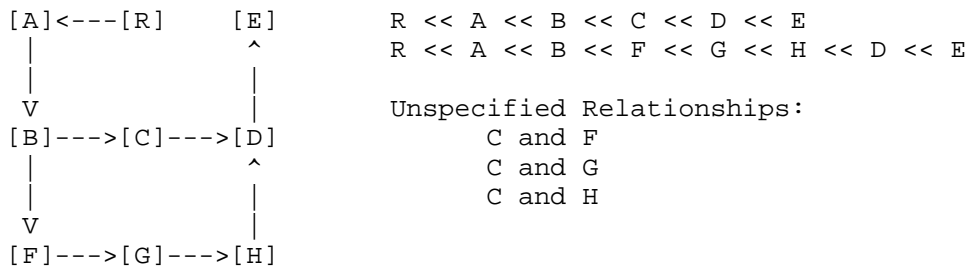 [A]<---[R]     [E]       R << A << B << C << D << E
 |              ^        R << A << B << F << G << H << D << E
 |              |
 V              |        Unspecified Relationships:
[B]--->[C]--->[D]              C and F
 |              ^              C and G
 |              |              C and H
 V              |
[F]--->[G]--->[H]